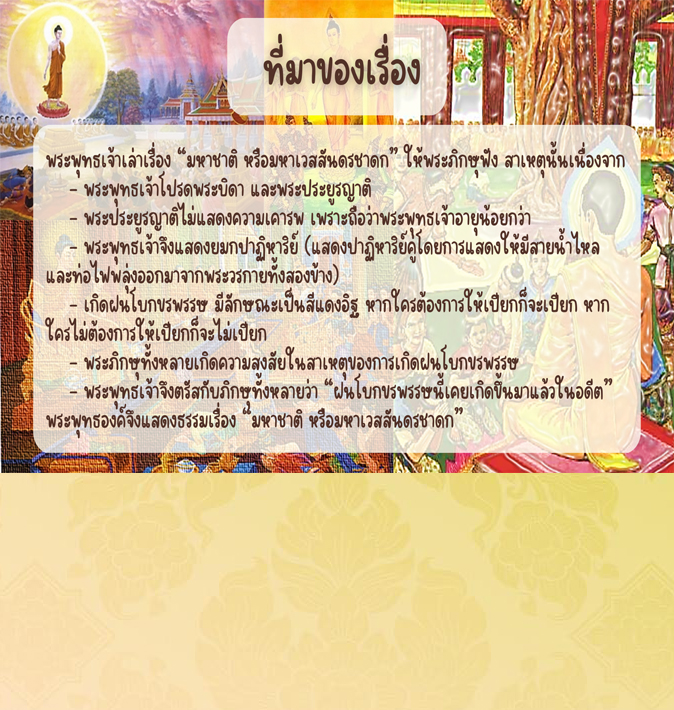 ที่มาของเรื่อง
พระพุทธเจ้าเล่าเรื่อง “มหาชาติ หรือมหาเวสสันดรชาดก” ให้พระภิกษุฟัง สาเหตุนั้นเนื่องจาก
- พระพุทธเจ้าโปรดพระบิดา และพระประยูรญาติ
- พระประยูรญาติไม่แสดงความเคารพ เพราะถือว่าพระพุทธเจ้าอายุน้อยกว่า
- พระพุทธเจ้าจึงแสดงยมกปาฏิหาริย์ (แสดงปาฏิหาริย์คู่โดยการแสดงให้มีสายน้ำไหล
และท่อไฟพลุ่งออกมาจากพระวรกายทั้งสองข้าง)
- เกิดฝนโบกขรพรรษ มีลักษณะเป็นสีแดงอิฐ หากใครต้องการให้เปียกก็จะเปียก หาก
ใครไม่ต้องการให้เปียกก็จะไม่เปียก
- พระภิกษุทั้งหลายเกิดความสงสัยในสาเหตุของการเกิดฝนโบกขรพรรษ
- พระพุทธเจ้าจึงตรัสกับภิกษุทั้งหลายว่า “ฝนโบกขรพรรษนี้เคยเกิดขึ้นมาแล้วในอดีต”
พระพุทธองค์จึงแสดงธรรมเรื่อง “มหาชาติ หรือมหาเวสสันดรชาดก”